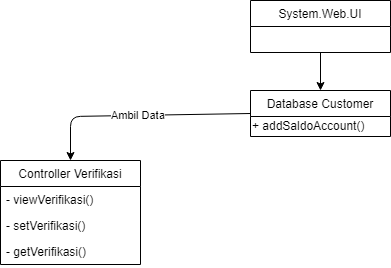 System.Web.UI
Database Customer
+ addSaldoAccount()
Ambil Data
Controller Verifikasi
- viewVerifikasi()
- setVerifikasi()
- getVerifikasi()